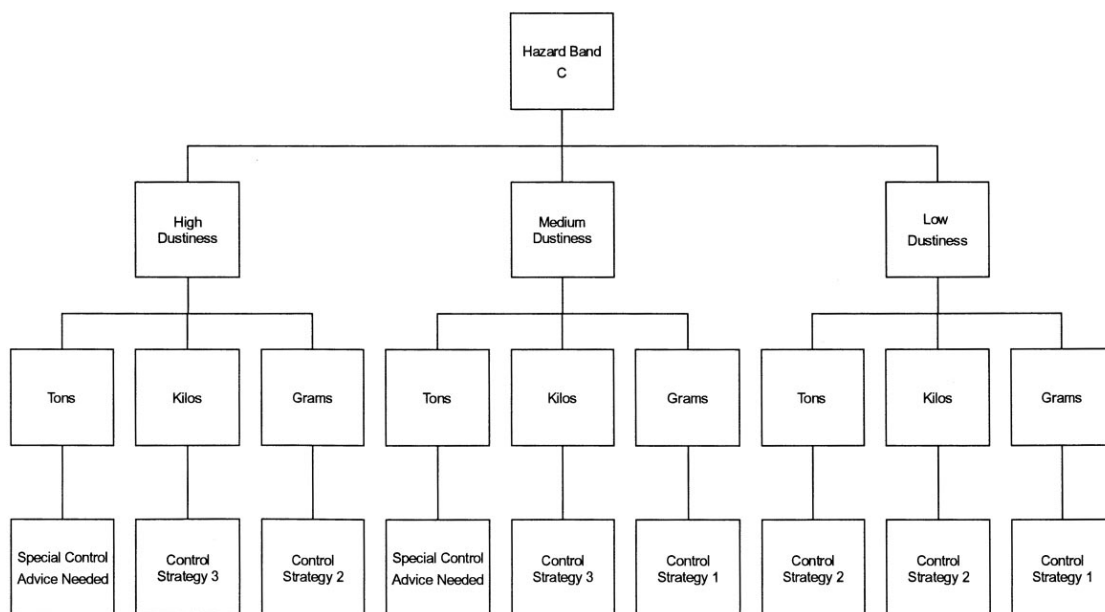 Hazard Band
C
High
Dustiness
Medium
Dustiness
Low
Dustiness
Tons
Kilos
Grams
Tons
Kilos
Grams
Tons
Kilos
Grams
Special Control
Advice Needed
Control
Strategy 3
Control
Strategy 2
Special Control
Advice Needed
Control
Strategy 3
Control
Strategy 1
Control
Strategy 2
Control
Strategy 2
Control
Strategy 1